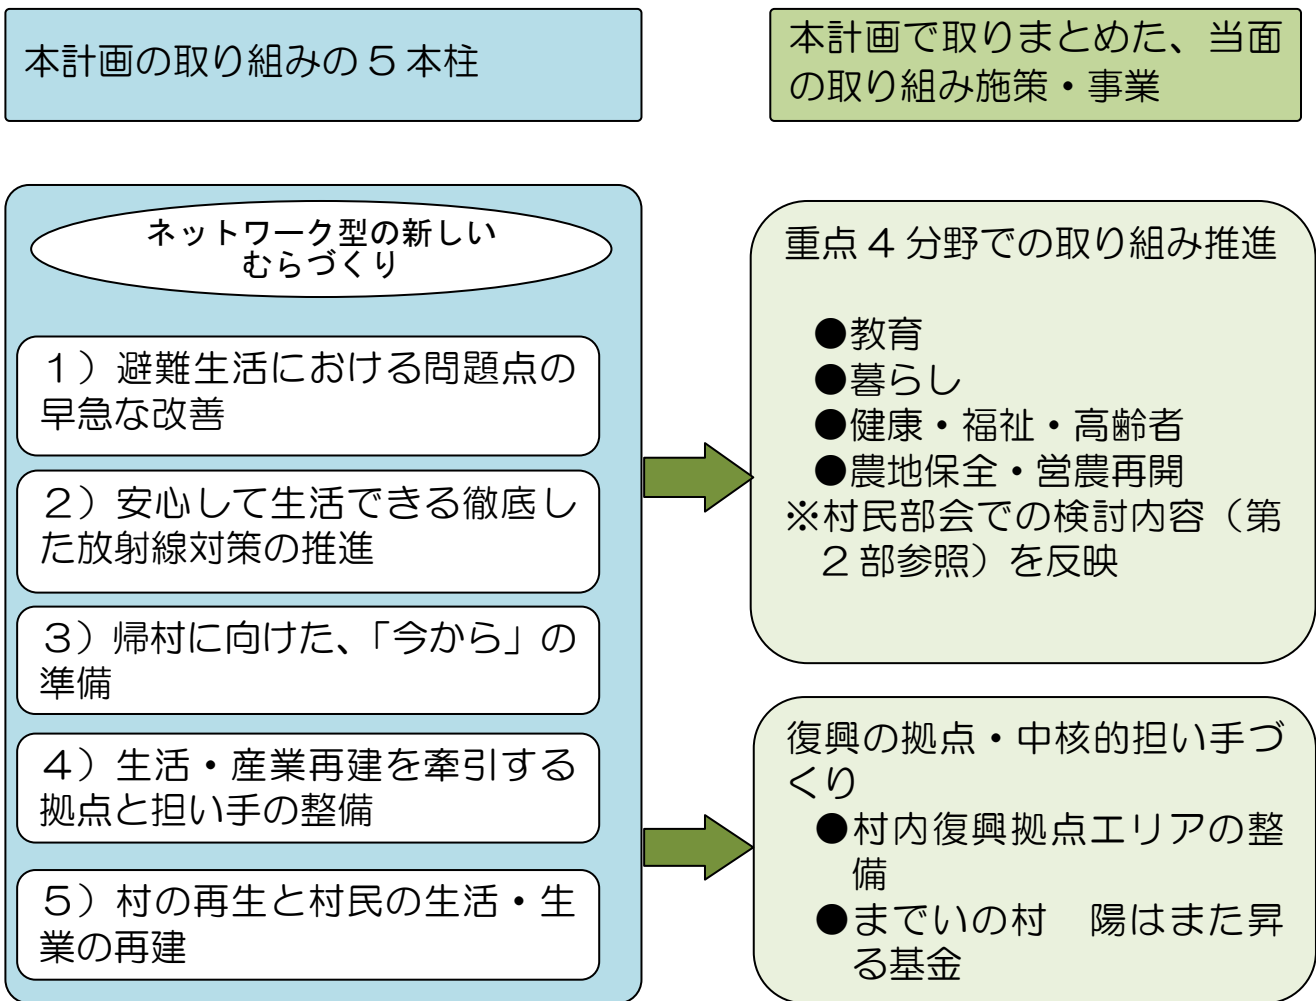 本計画の取り組みの５本柱
本計画で取りまとめた、当面
の取り組み施策・事業
ネットワーク型の新しい
むらづくり
１）避難生活における問題点の
早急な改善
２）安心して生活できる徹底し
た放射線対策の推進
３）帰村に向けた、「今から」の
準備
４）生活・産業再建を牽引する
拠点と担い手の整備
５）村の再生と村民の生活・生
業の再建
重点４分野での取り組み推進
●教育
●暮らし
●健康・福祉・高齢者
●農地保全・営農再開
※村民部会での検討内容（第
２部参照）を反映
復興の拠点・中核的担い手づ
くり
●村内復興拠点エリアの整
備
●までいの村　陽はまた昇
る基金